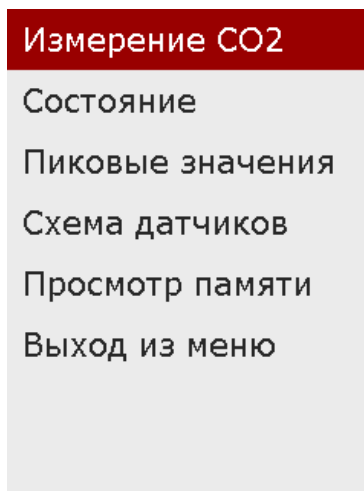 Измерение CO2
Состояние
Пиковые значения
Схема датчиков
Просмотр памяти
Выход из меню